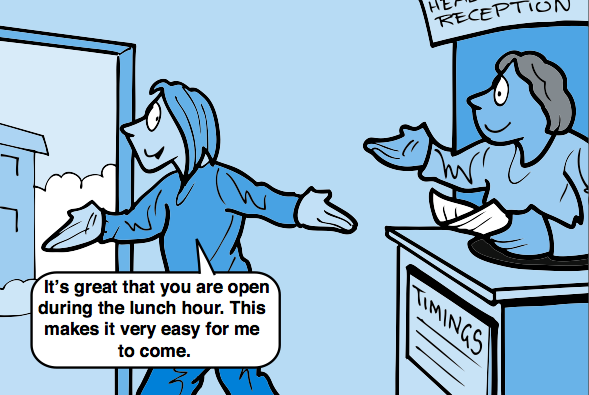 RECEPTION
It's great that you are open
during the lunch hour. This
makes it very easy for me
to come.
TIMINGS